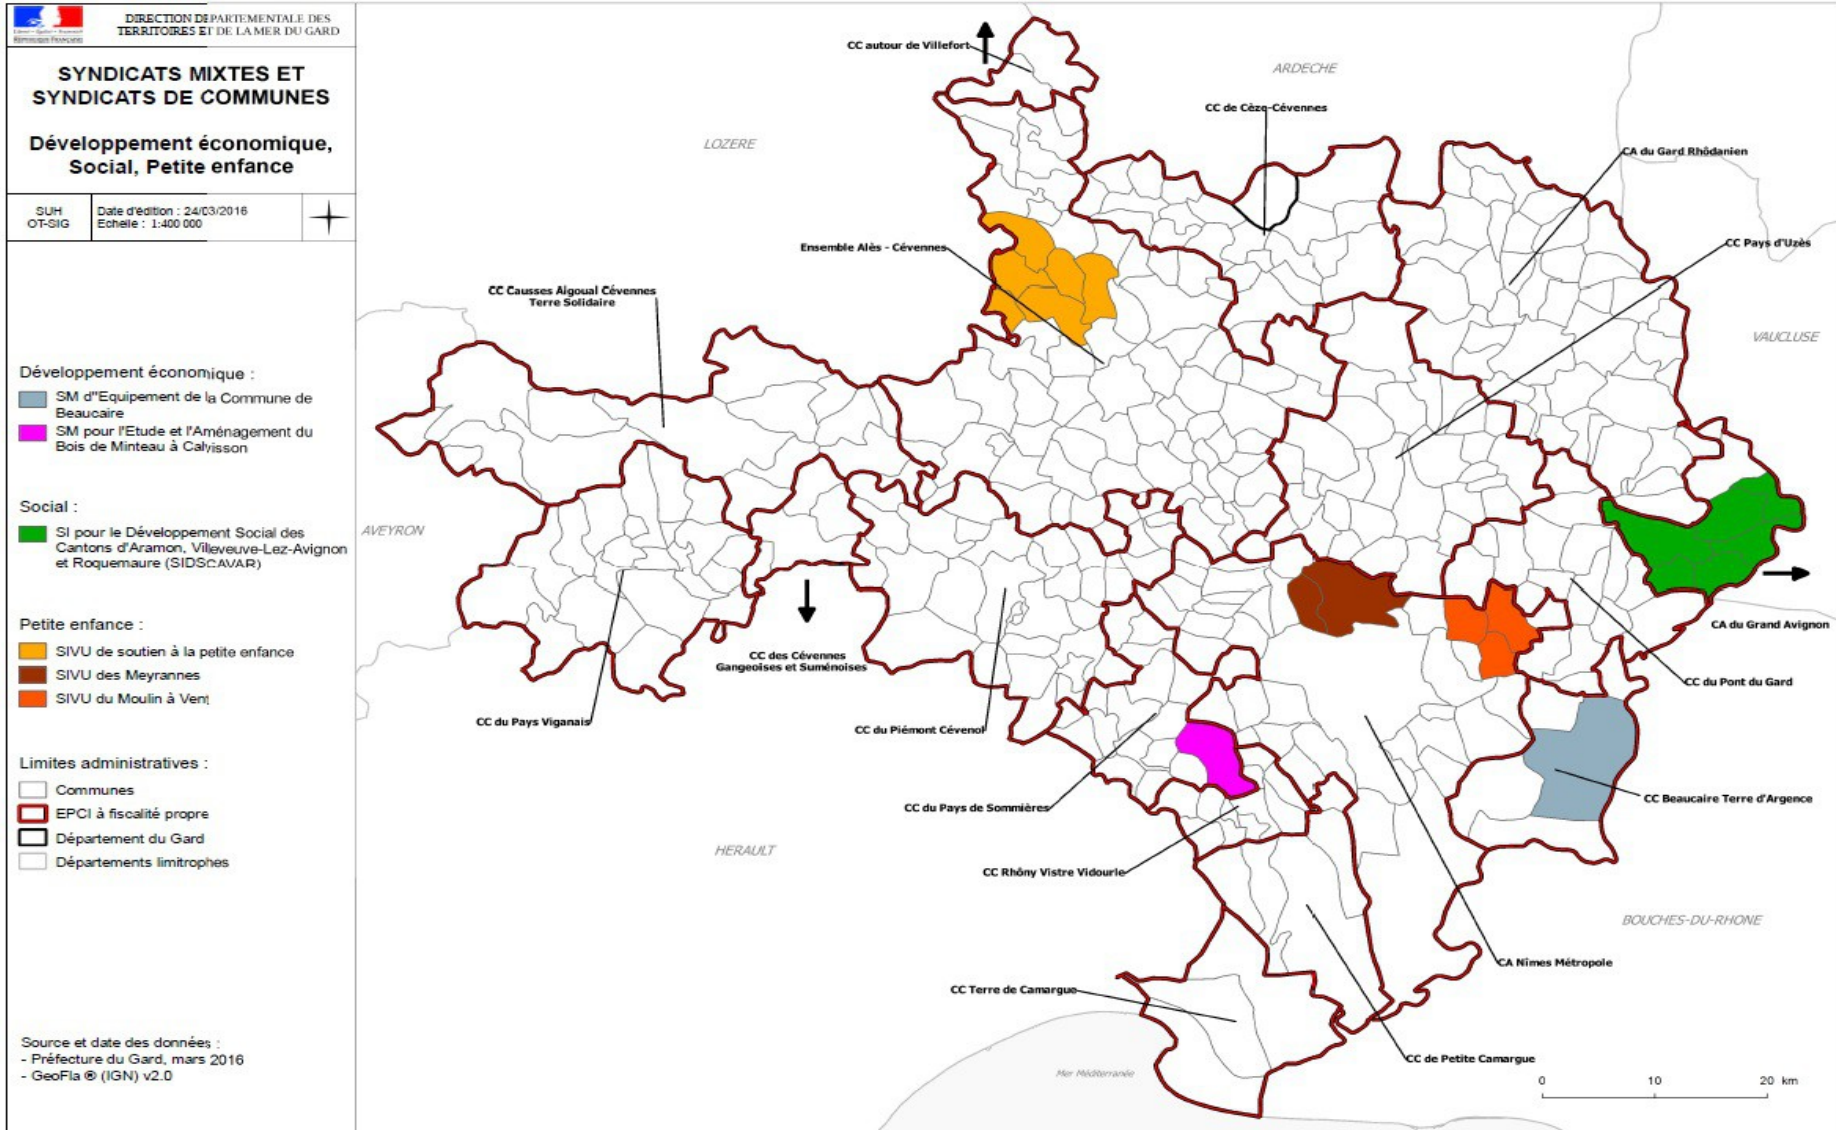 DIRECTION DEPARTEMENTALE DES
TERRITOIRES ET DE LA MER DU GARD
RÉPUBLIQUE FRANÇAISE
SYNDICATS MIXTES ET
SYNDICATS DE COMMUNES
Développement économique,
Social, Petite enfance
SUH
OT-SIG
Date d'édition : 24/03/2016
Echelle : 1:400 000
Développement économique :
SM d"Equipement de la Commune de
Beaucaire
SM pour l'Etude et l'Aménagement du
Bois de Minteau à Calvisson
Social :
SI pour le Développement Social des
Cantons d'Aramon, Villeveuve-Lez-Avignon
et Roquemaure (SIDSCAVAR)
Petite enfance :
SIVU de soutien à la petite enfance
SIVU des Meyrannes
SIVU du Moulin à Vent
Limites administratives :
Communes
EPCI à fiscalité propre
Département du Gard
Départements limitrophes
Source et date des données :
- Préfecture du Gard, mars 2016
- GeoFla ® (IGN) v2.0
CC autour de Villefort
ARDECHE
CC de Cèze-Cévennes
LOZERE
CA du Gard Rhôdanien
Ensemble Alès - Cévennes
CC Pays d'Uzès
CC Causses Aigoual Cévennes
Terre Solidaire
VAUCLUSE
AVEYRON
CA du Grand Avignon
CC des Cévennes
Gangeoises et Suménoises
CC du Pont du Gard
CC du Pays Viganais
CC du Piémont Cévenol
CC du Pays de Sommières
CC Beaucaire Terre d'Argence
HERAULT
CC Rhôny Vistre Vidourle
BOUCHES-DU-RHONE
CA Nîmes Métropole
CC Terre de Camargue
CC de Petite Camargue
Mer Méditerranée
0 10 20 km